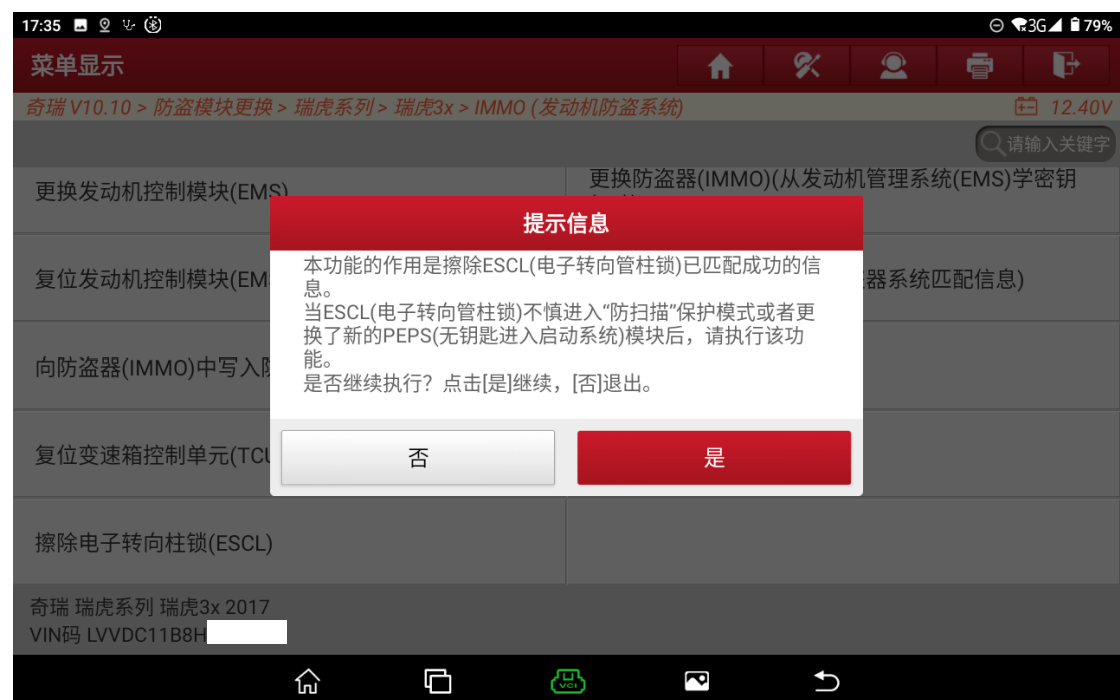 17:35
3G
79%
菜单显示
奇瑞 V10.10 > 防盗模块更换 > 瑞虎系列 > 瑞虎3x > IMMO (发动机防盗系统)
12.40V
请输入关键字
更换发动机控制模块(EMS)
更换防盗器(IMMO)(从发动机管理系统(EMS)学密钥
提示信息
本功能的作用是擦除ESCL(电子转向管柱锁)已匹配成功的信
息。
当ESCL(电子转向管柱锁)不慎进入“防扫描”保护模式或者更
换了新的PEPS(无钥匙进入启动系统)模块后，请执行该功
能。
是否继续执行？点击[是]继续，[否]退出。
否
是
复位发动机控制模块(EM
器系统匹配信息)
向防盗器(IMMO)中写入
复位变速箱控制单元(TCU
擦除电子转向柱锁(ESCL)
奇瑞 瑞虎系列 瑞虎3x 2017
VIN码 LVVDC11B8H
VCI